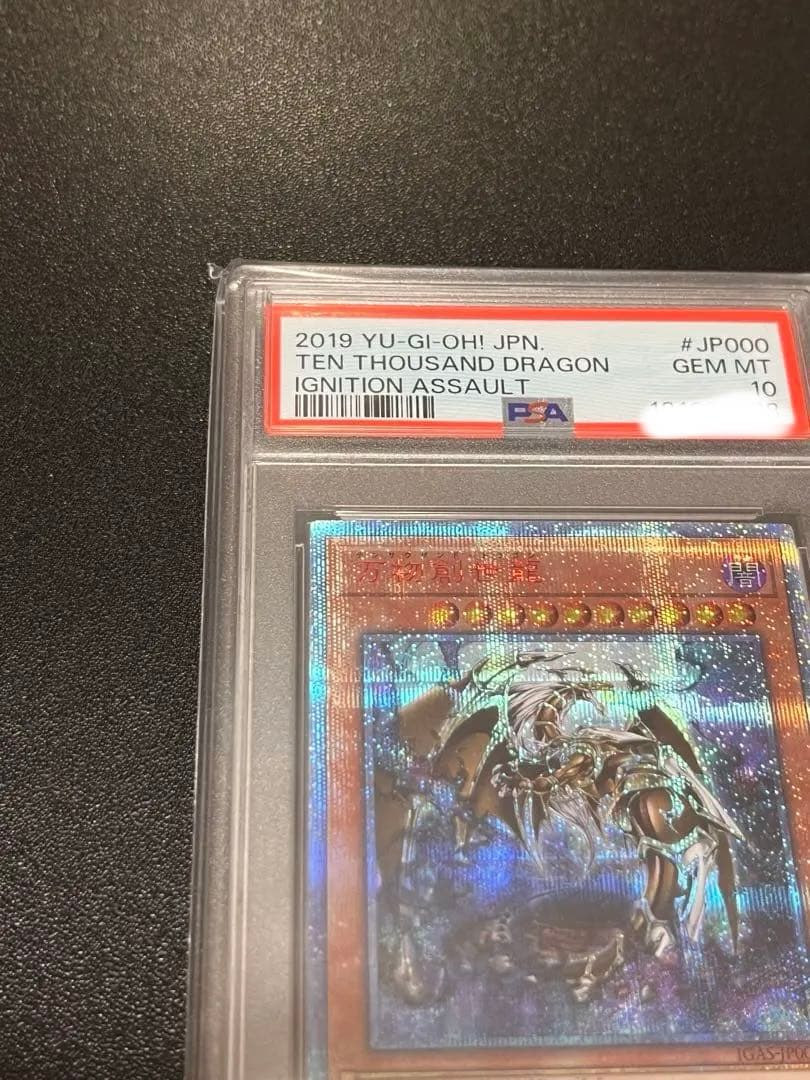 2019 YU-GI-OH! JPN. #JP000
TEN THOUSAND DRAGON GEM MT
IGNITION ASSAULT 10
PSA
万物創世龍
闇